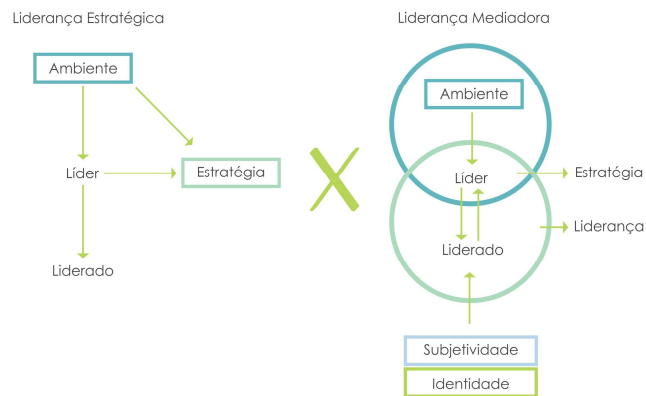 Liderança Estratégica
Ambiente
Líder
Estratégia
Liderado
X
Liderança Mediadora
Ambiente
Líder
Estratégia
Liderança
Liderado
Subjetividade
Identidade